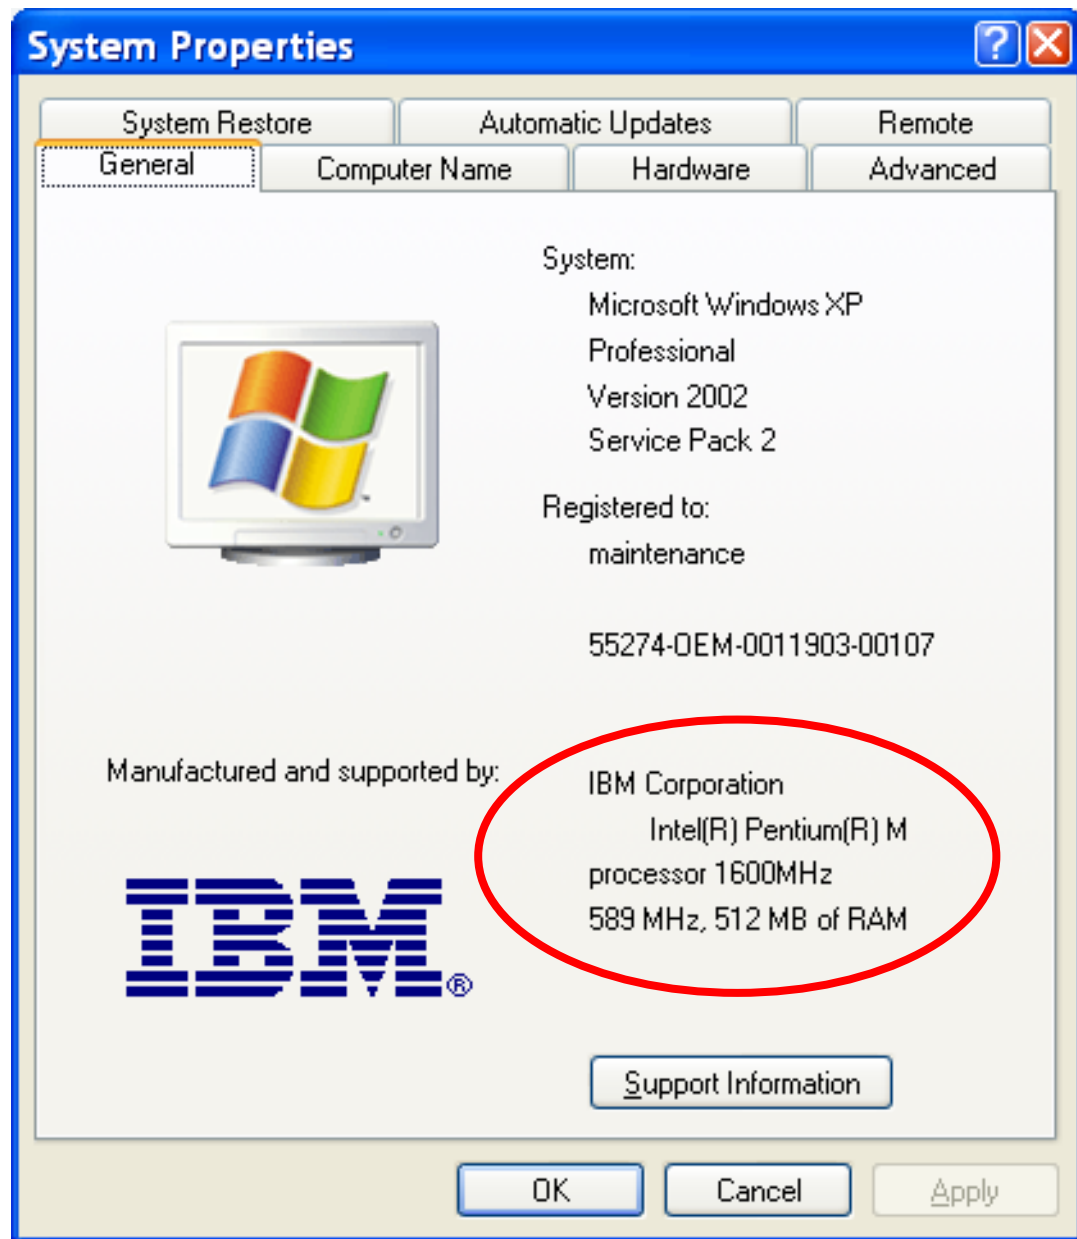 System Properties
System Restore
Automatic Updates
Remote
General
Computer Name
Hardware
Advanced
System:
Microsoft Windows XP
Professional
Version 2002
Service Pack 2
Registered to:
maintenance
55274-OEM-0011903-00107
Manufactured and supported by:
IBM Corporation
Intel(R) Pentium(R) M
processor 1600MHz
589 MHz, 512 MB of RAM
IBM®
Support Information
OK
Cancel
Apply